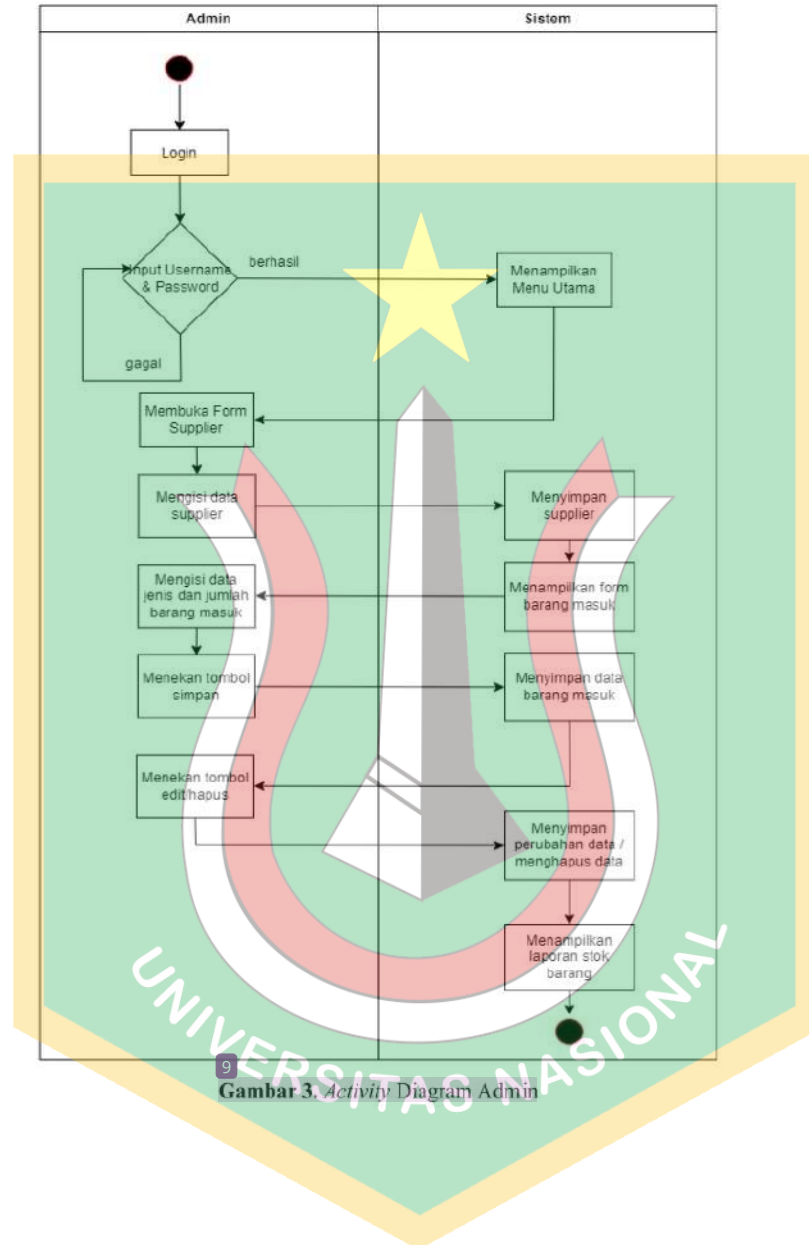 Admin
Sistem
Login
Input Username
& Password
berhasil
gagal
Menampilkan
Menu Utama
Membuka Form
Supplier
Mengisi data
supplier
Menyimpan
supplier
Menampilkan form
barang masuk
Mengisi data
jenis dan jumlah
barang masuk
Menekan tombol
simpan
Menyimpan data
barang masuk
Menekan tombol
edit/hapus
Menyimpan
perubahan data /
menghapus data
Menampilkan
laporan stok
barang
UNIVERSITAS NASIONAL
9
Gambar 3. Activity Diagram Admin